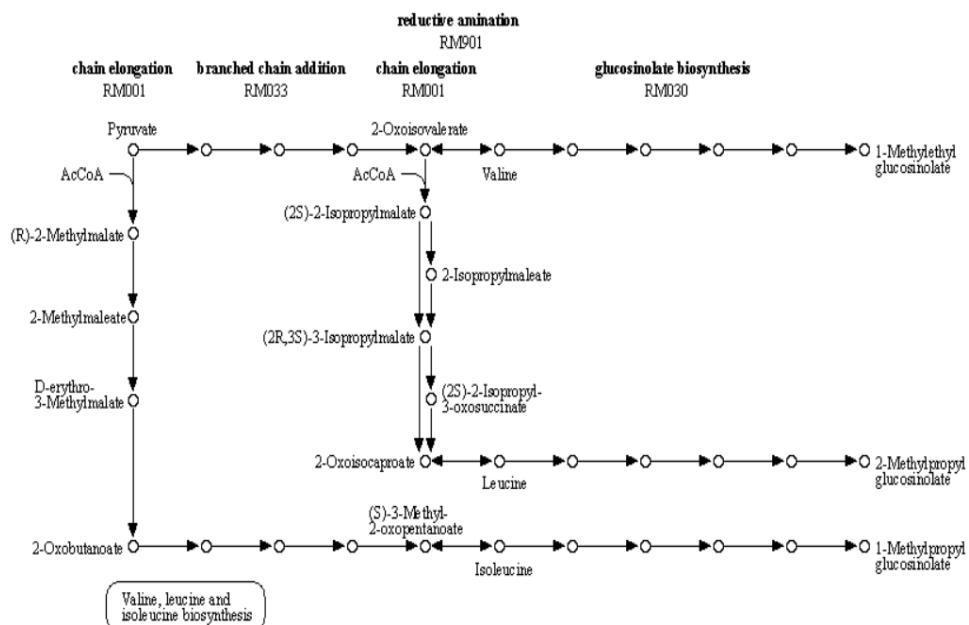 reductive amination
RM901
chain elongation
branched chain addition
chain elongation
glucosinolate biosynthesis
RM001
RM033
RM001
RM030
Pyruvate
2-Oxoisovalerate
1-Methylethyl
glucosinolate
Valine
AcCoA
AcCoA
(2S)-2-Isopropylmalate
(R)-2-Methylmalate
2-Isopropylmaleate
2-Methylmaleate
(2R,3S)-3-Isopropylmalate
D-erythro-
3-Methylmalate
(2S)-2-Isopropyl-
3-oxosuccinate
2-Oxoisocaproate
Leucine
2-Methylpropyl
glucosinolate
(S)-3-Methyl-
2-oxopentanoate
2-Oxobutanoate
Isoleucine
1-Methylpropyl
glucosinolate
Valine, leucine and
isoleucine biosynthesis